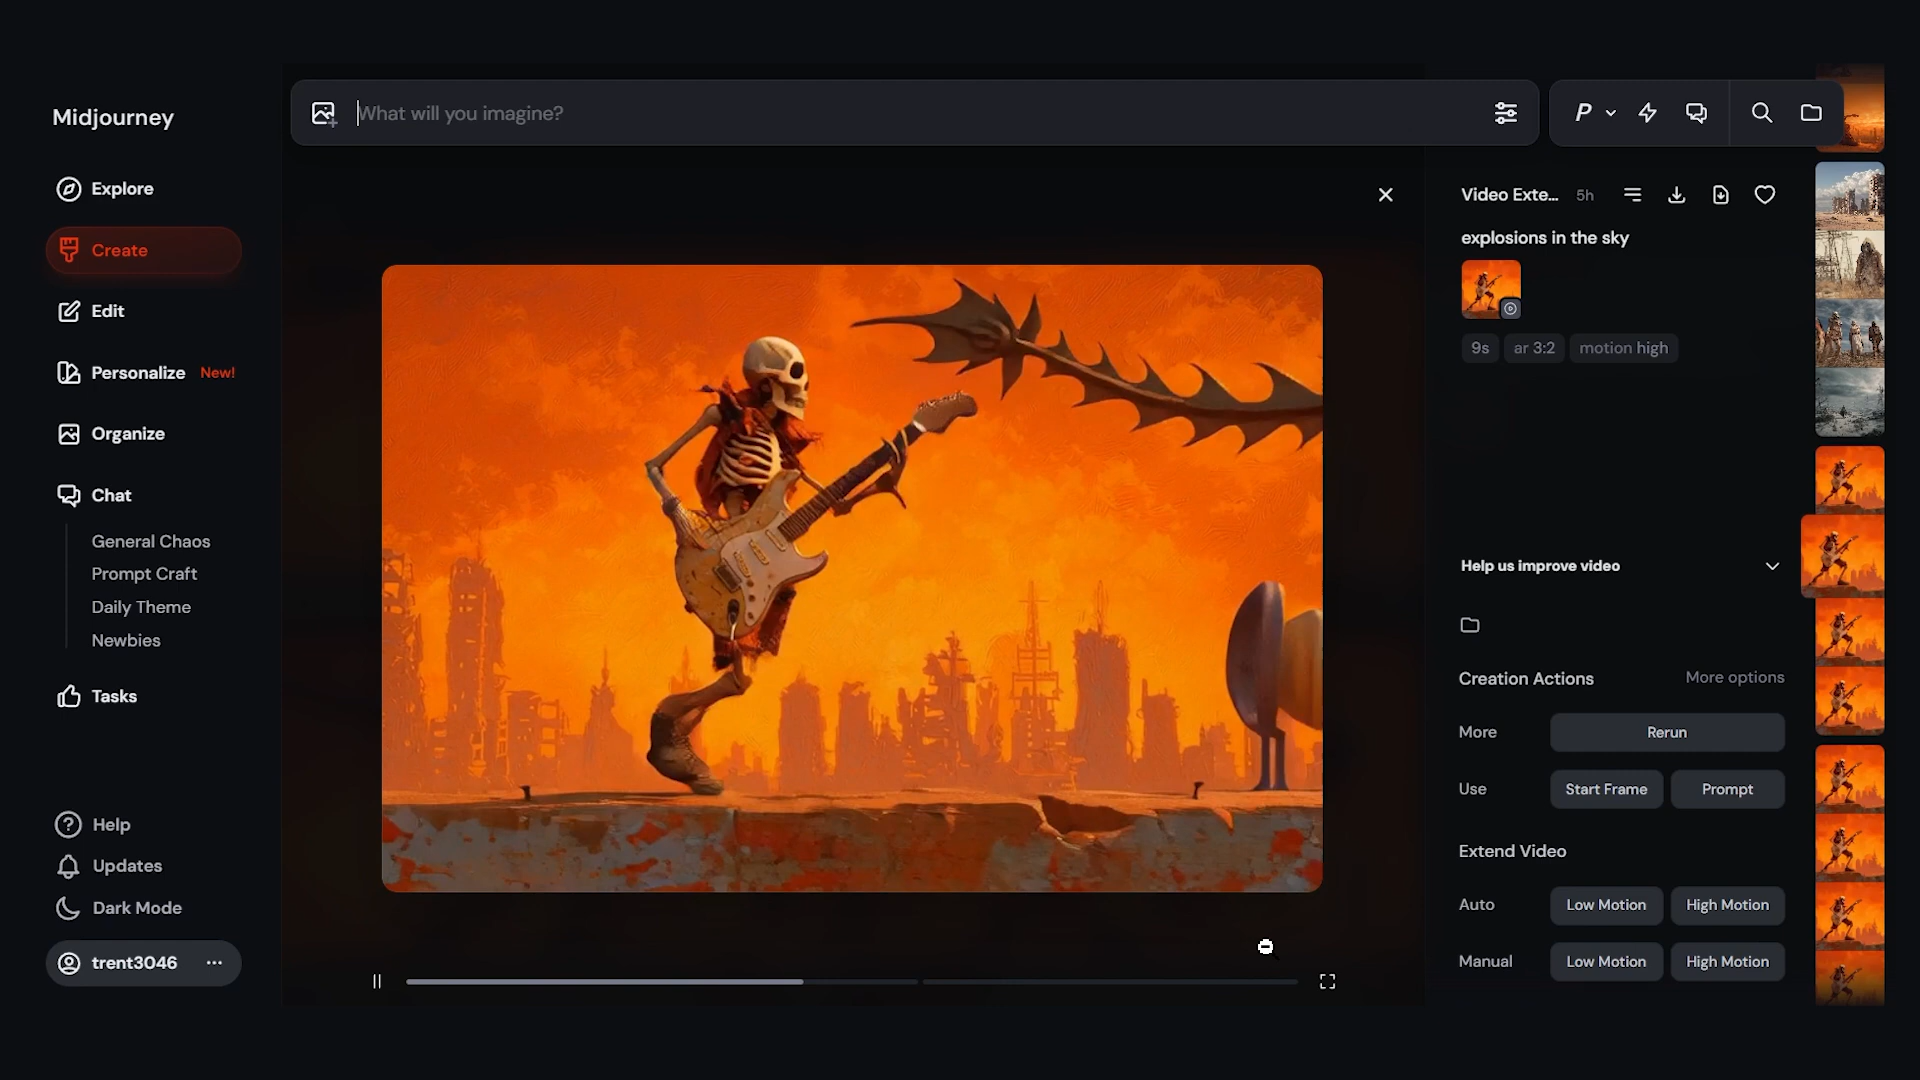 Midjourney
What will you imagine?
P
Explore
Create
Edit
Personalize New!
Organize
Chat
General Chaos
Prompt Craft
Daily Theme
Newbies
Tasks
Help
Updates
Dark Mode
trent3046 ...
Video Exte... 5h
explosions in the sky
9s ar 3:2 motion high
Help us improve video
Creation Actions More options
More Rerun
Use Start Frame Prompt
Extend Video
Auto Low Motion High Motion
Manual Low Motion High Motion